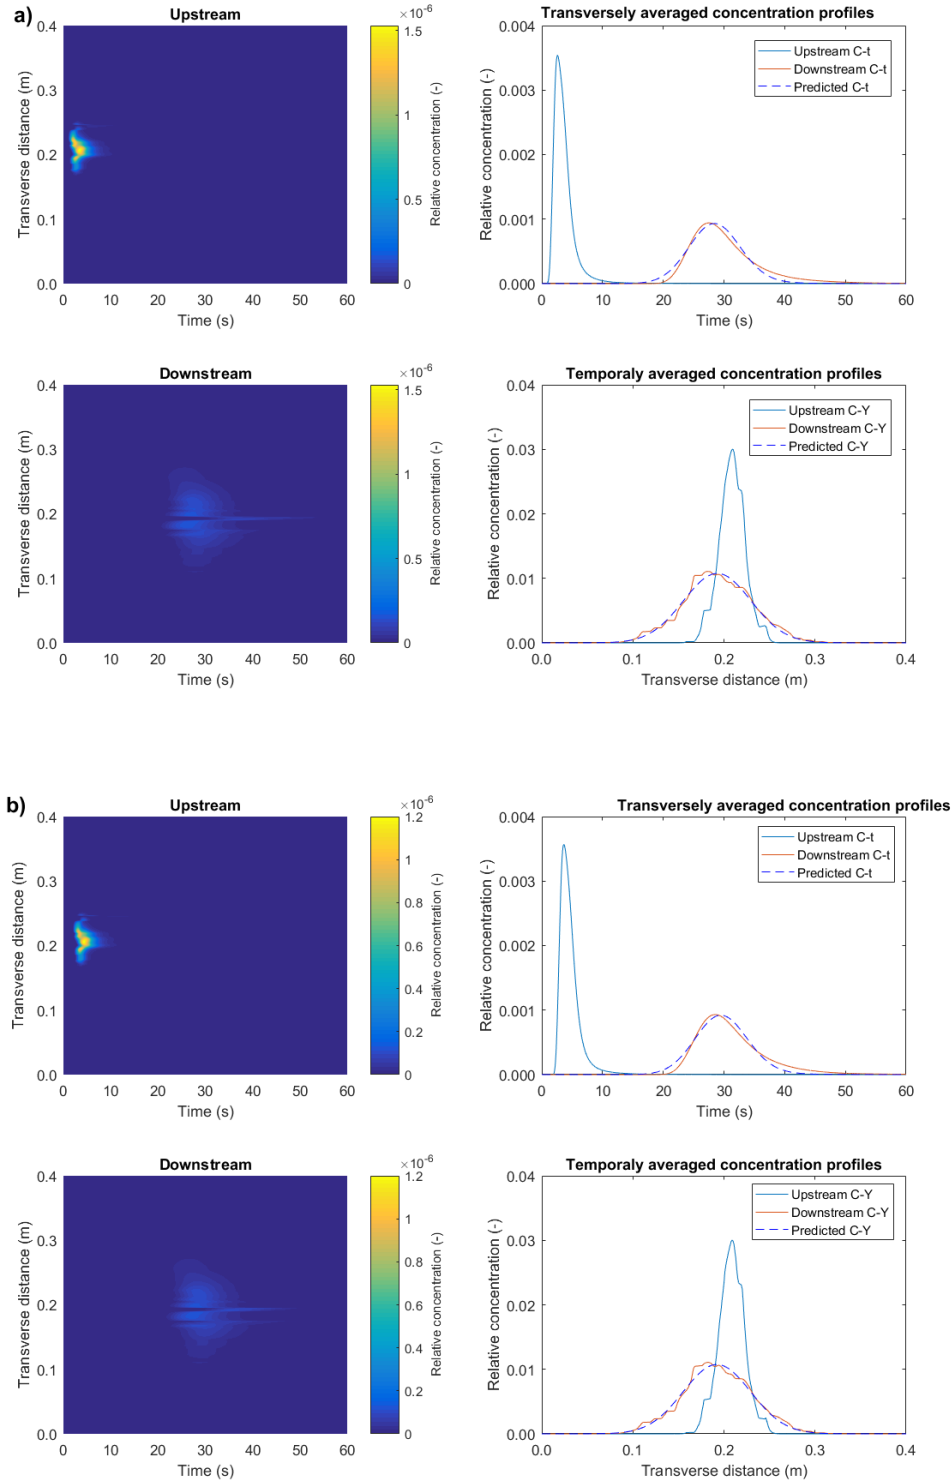 a)
Upstream
×10⁻⁶
0.4
0.3
0.2
0.1
0.0
Transverse distance (m)
0 10 20 30 40 50 60
Time (s)
1.5
1
0.5
0
Relative concentration (-)
Transversely averaged concentration profiles
0.004
0.003
0.002
0.001
0.000
Relative concentration (-)
0 10 20 30 40 50 60
Time (s)
Upstream C-t
Downstream C-t
Predicted C-t
Downstream
×10⁻⁶
0.4
0.3
0.2
0.1
0.0
Transverse distance (m)
0 10 20 30 40 50 60
Time (s)
1.5
1
0.5
0
Relative concentration (-)
Temporaly averaged concentration profiles
0.04
0.03
0.02
0.01
0.00
Relative concentration (-)
0.0 0.1 0.2 0.3 0.4
Transverse distance (m)
Upstream C-Y
Downstream C-Y
Predicted C-Y
b)
Upstream
×10⁻⁶
0.4
0.3
0.2
0.1
0.0
Transverse distance (m)
0 10 20 30 40 50 60
Time (s)
1.2
1
0.8
0.6
0.4
0.2
0
Relative concentration (-)
Transversely averaged concentration profiles
0.004
0.003
0.002
0.001
0.000
Relative concentration (-)
0 10 20 30 40 50 60
Time (s)
Upstream C-t
Downstream C-t
Predicted C-t
Downstream
×10⁻⁶
0.4
0.3
0.2
0.1
0.0
Transverse distance (m)
0 10 20 30 40 50 60
Time (s)
1.2
1
0.8
0.6
0.4
0.2
0
Relative concentration (-)
Temporaly averaged concentration profiles
0.04
0.03
0.02
0.01
0.00
Relative concentration (-)
0.0 0.1 0.2 0.3 0.4
Transverse distance (m)
Upstream C-Y
Downstream C-Y
Predicted C-Y